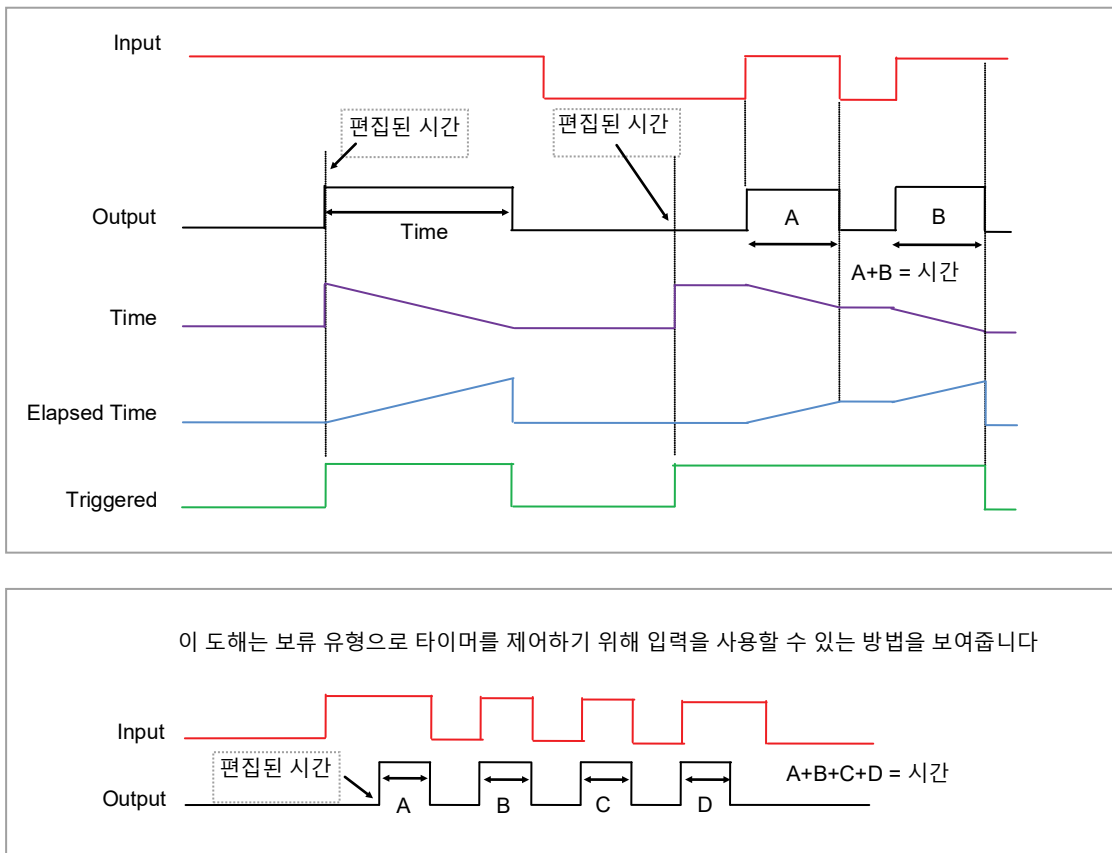 Input
편집된 시간
편집된 시간
Output
Time
A
B
A+B = 시간
Time
Elapsed Time
Triggered
이 도해는 보류 유형으로 타이머를 제어하기 위해 입력을 사용할 수 있는 방법을 보여줍니다
Input
편집된 시간
A+B+C+D = 시간
Output
A
B
C
D